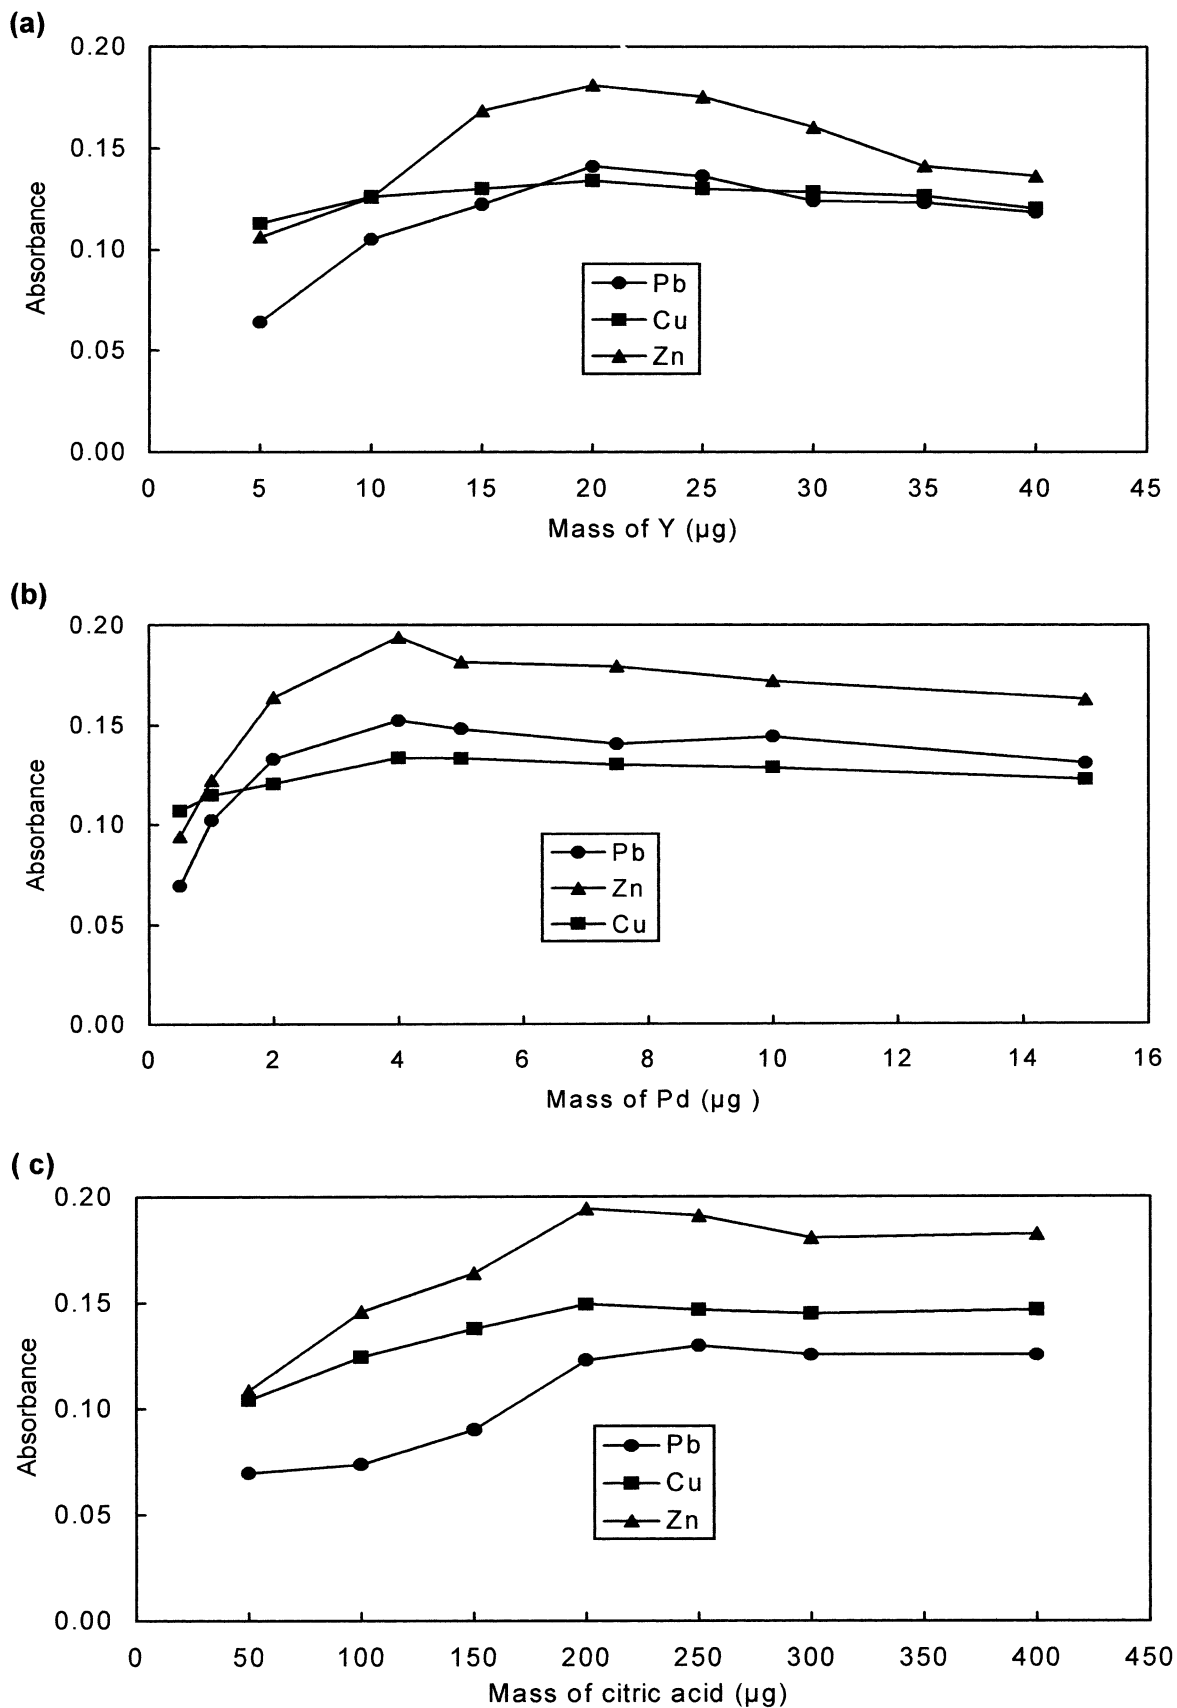 (a)
0.20
0.15
0.10
0.05
0.00
Absorbance
Pb
Cu
Zn
0 5 10 15 20 25 30 35 40 45
Mass of Y (µg)
(b)
0.20
0.15
0.10
0.05
0.00
Absorbance
Pb
Zn
Cu
0 2 4 6 8 10 12 14 16
Mass of Pd (µg )
( c)
0.20
0.15
0.10
0.05
0.00
Absorbance
Pb
Cu
Zn
0 50 100 150 200 250 300 350 400 450
Mass of citric acid (µg)